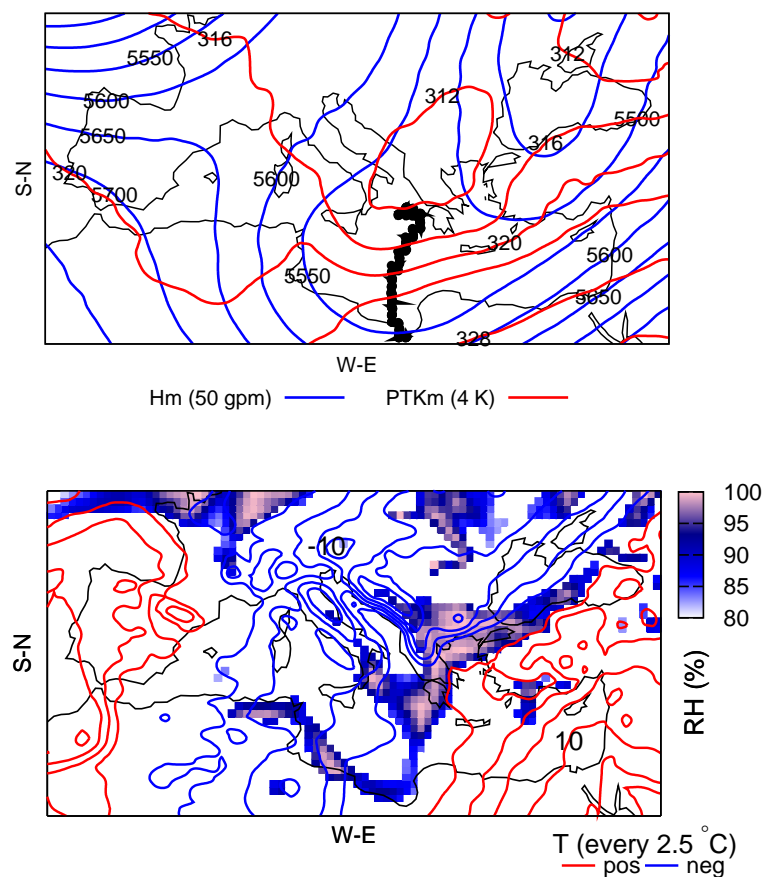 316
5550
312
5600
312
5500
5650
316
320
5600
5700
320
5600
5550
5650
328
S-N
W-E
Hm (50 gpm)
PTKm (4 K)
-10
10
100
95
90
85
80
RH (%)
S-N
W-E
T (every 2.5 °C)
pos
neg